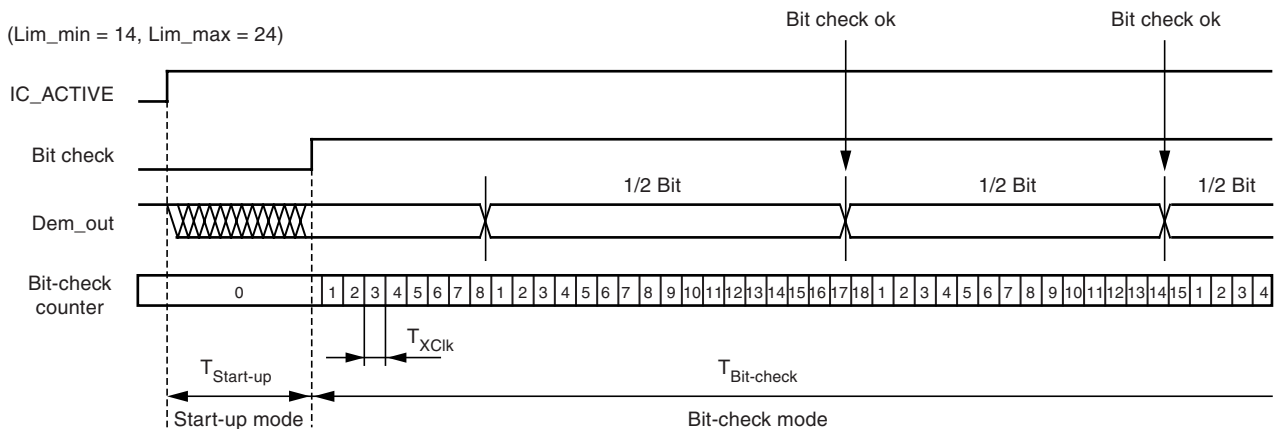 Bit check ok Bit check ok
(Lim_min = 14, Lim_max = 24)
IC_ACTIVE
Bit check
1/2 Bit 1/2 Bit 1/2 Bit
Dem_out
Bit-check
counter
0 1 2 3 4 5 6 7 8 1 2 3 4 5 6 7 8 9 10 11 12 13 14 15 16 17 18 1 2 3 4 5 6 7 8 9 10 11 12 13 14 15 1 2 3 4
TXClk
TStart-up TBit-check
Start-up mode Bit-check mode